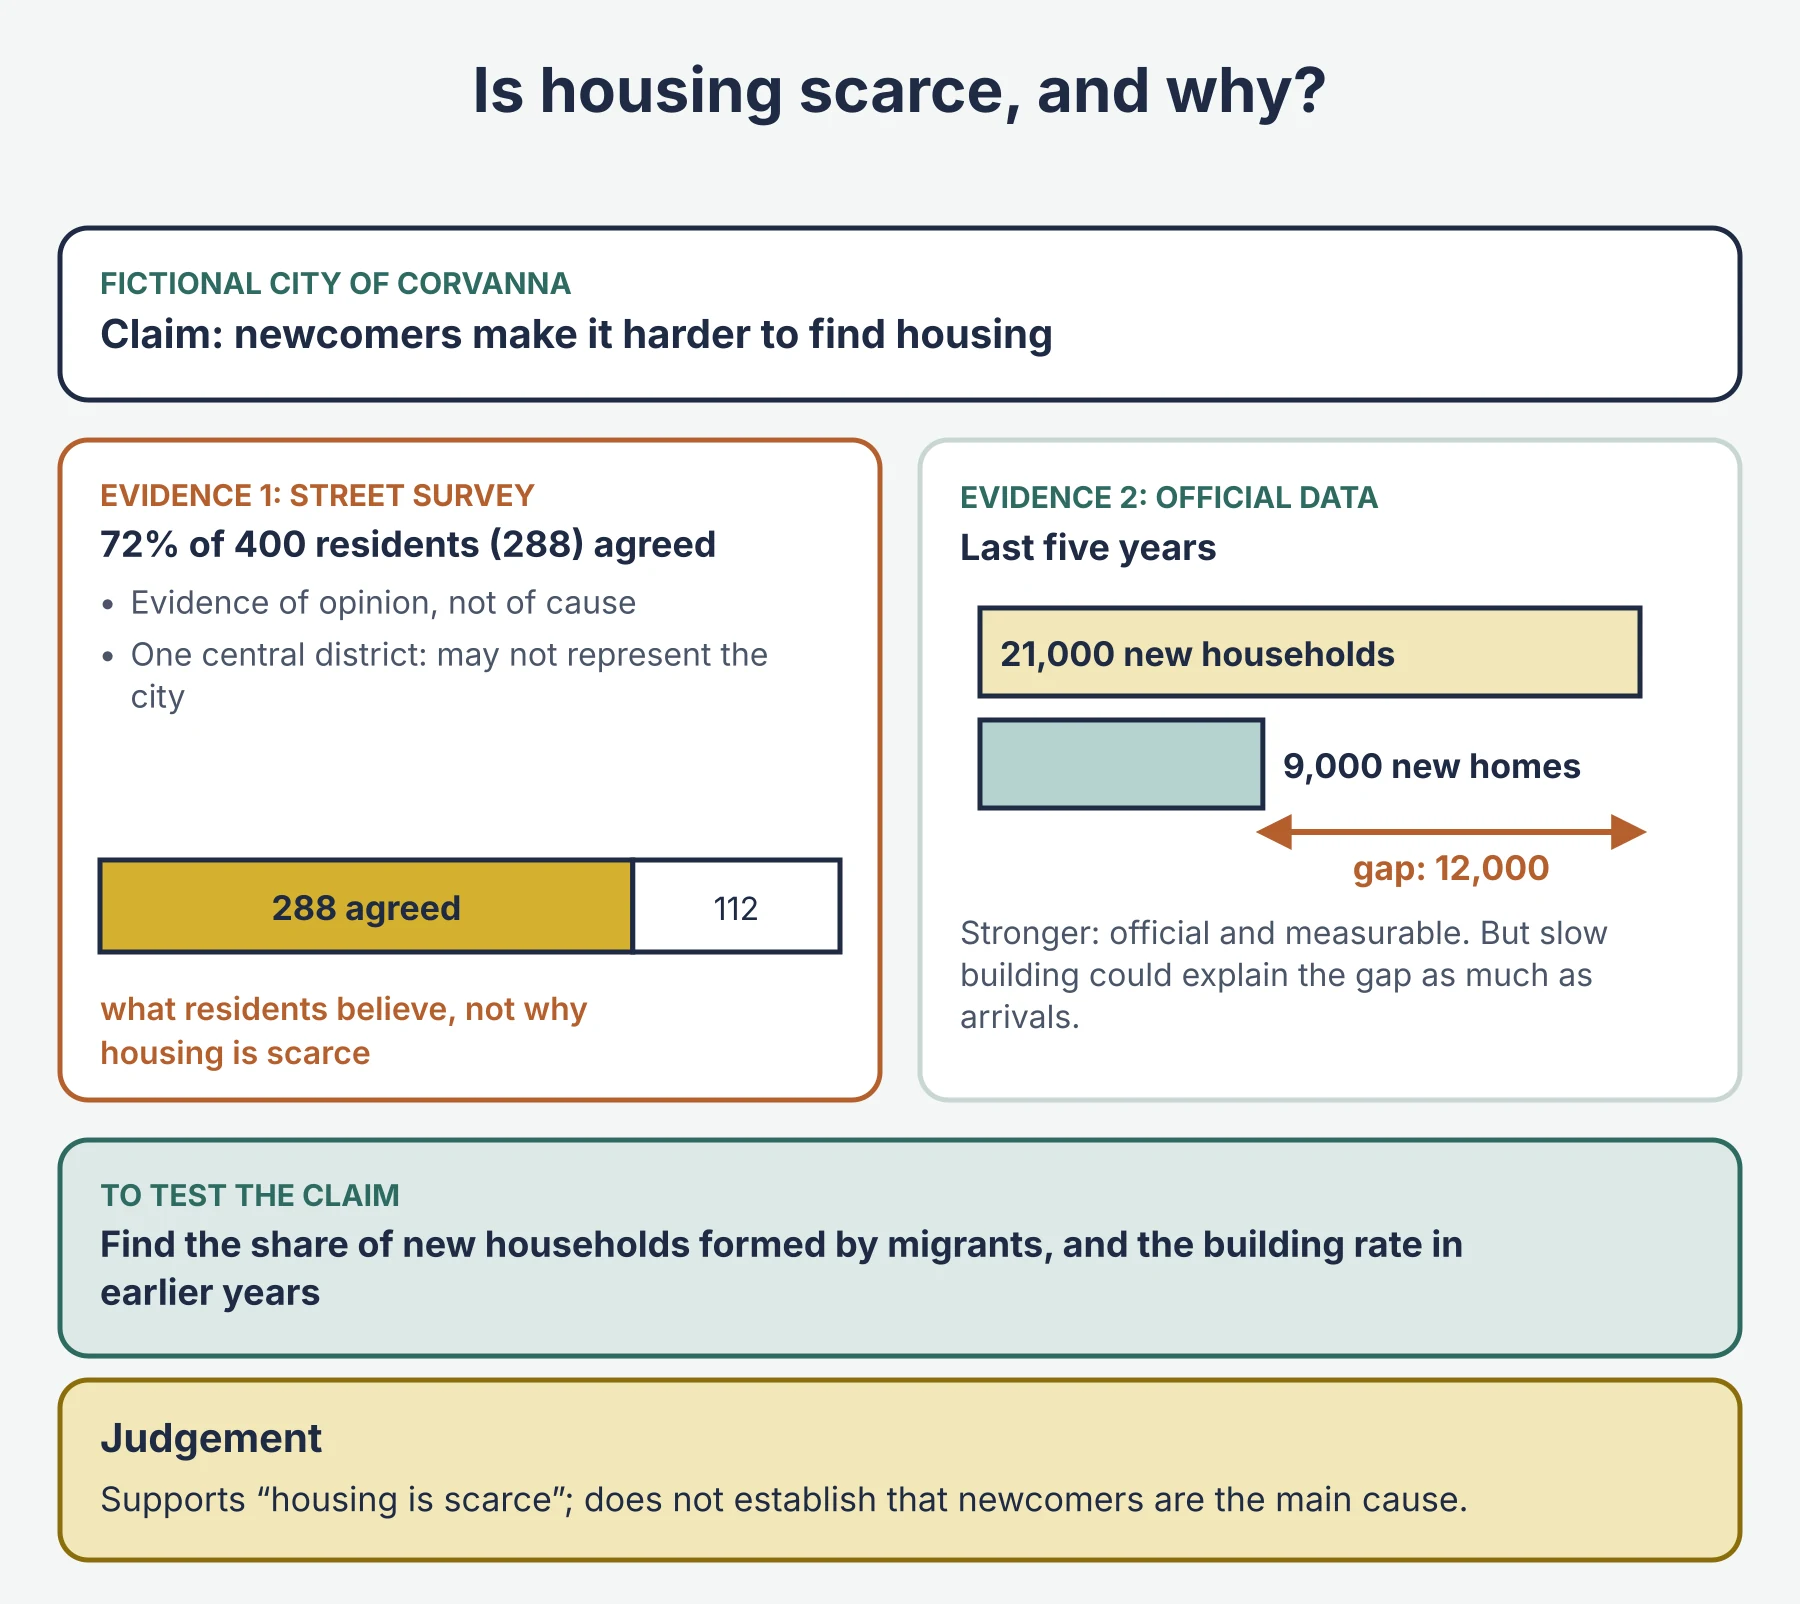 Is housing scarce, and why?
FICTIONAL CITY OF CORVANNA
Claim: newcomers make it harder to find housing
EVIDENCE 1: STREET SURVEY
72% of 400 residents (288) agreed
• Evidence of opinion, not of cause
• One central district: may not represent the
city
288 agreed
112
what residents believe, not why
housing is scarce
EVIDENCE 2: OFFICIAL DATA
Last five years
21,000 new households
9,000 new homes
gap: 12,000
Stronger: official and measurable. But slow
building could explain the gap as much as
arrivals.
TO TEST THE CLAIM
Find the share of new households formed by migrants, and the building rate in
earlier years
Judgement
Supports “housing is scarce”; does not establish that newcomers are the main cause.